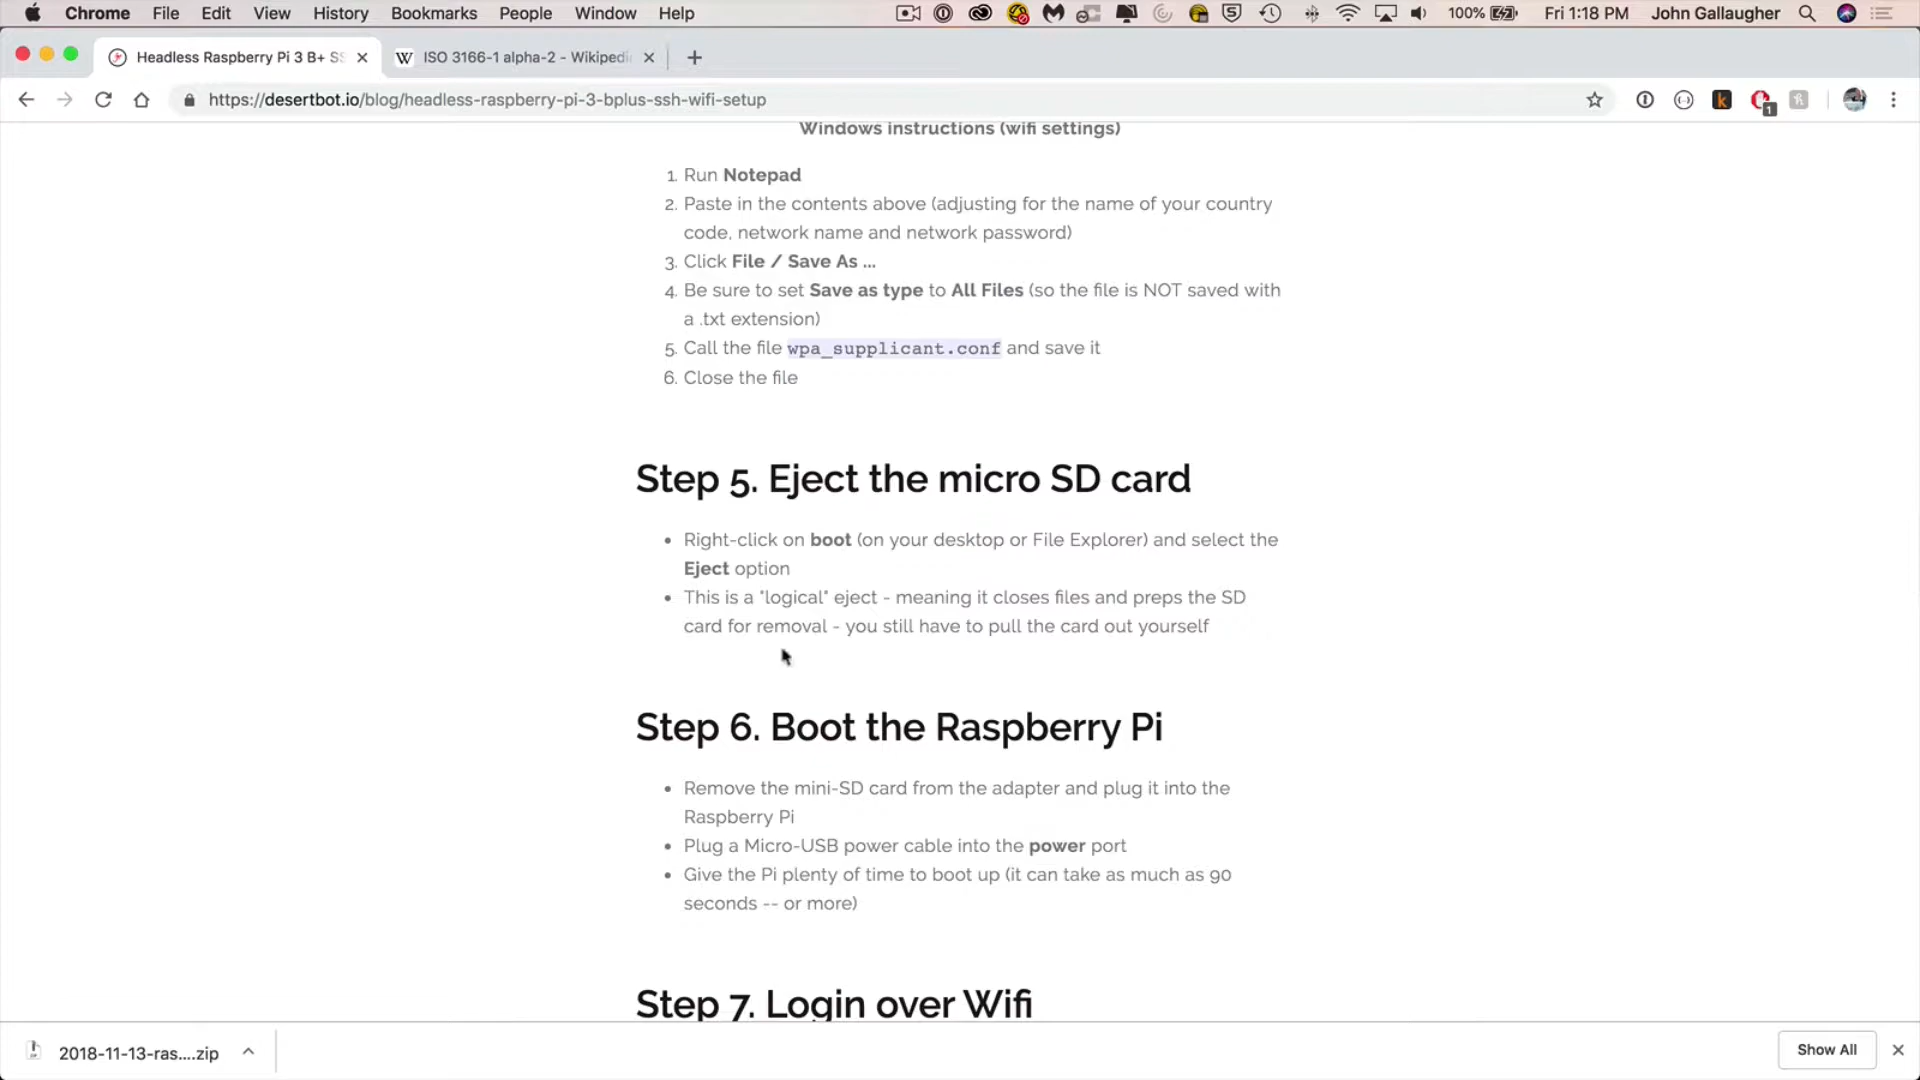 Chrome File Edit View History Bookmarks People Window Help 100% Fri 1:18 PM John Gallaugher
Headless Raspberry Pi 3 B+ SS
ISO 3166-1 alpha-2 - Wikipedi
https://desertbot.io/blog/headless-raspberry-pi-3-bplus-ssh-wifi-setup
Windows instructions (wifi settings)
1. Run Notepad
2. Paste in the contents above (adjusting for the name of your country
code, network name and network password)
3. Click File / Save As ...
4. Be sure to set Save as type to All Files (so the file is NOT saved with
a .txt extension)
5. Call the file wpa_supplicant.conf and save it
6. Close the file
Step 5. Eject the micro SD card
• Right-click on boot (on your desktop or File Explorer) and select the
Eject option
• This is a "logical" eject - meaning it closes files and preps the SD
card for removal - you still have to pull the card out yourself
Step 6. Boot the Raspberry Pi
• Remove the mini-SD card from the adapter and plug it into the
Raspberry Pi
• Plug a Micro-USB power cable into the power port
• Give the Pi plenty of time to boot up (it can take as much as 90
seconds -- or more)
Step 7. Login over Wifi
2018-11-13-ras....zip
Show All